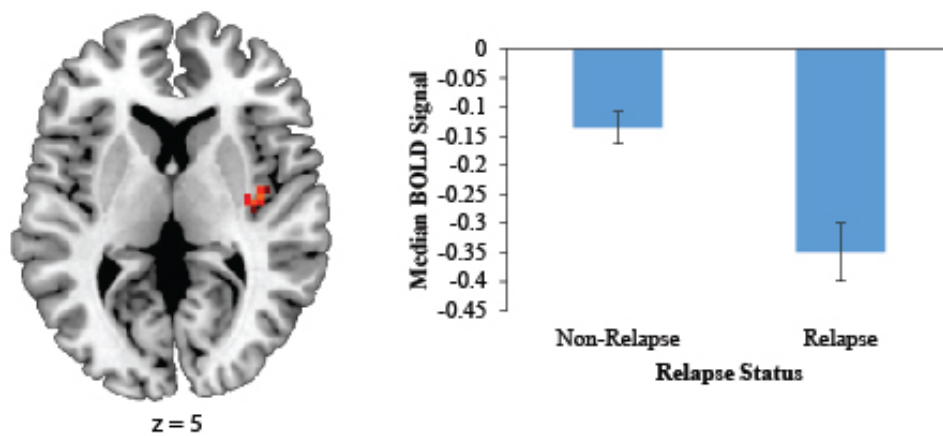 z = 5
Median BOLD Signal
0
-0.05
-0.1
-0.15
-0.2
-0.25
-0.3
-0.35
-0.4
-0.45
Non-Relapse Relapse
Relapse Status